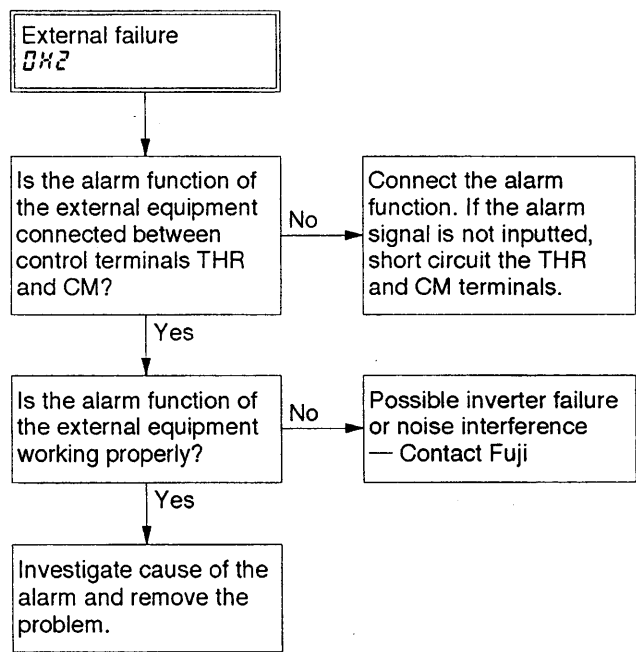 External failure
OH2
Is the alarm function of
the external equipment
connected between
control terminals THR
and CM?
No
Connect the alarm
function. If the alarm
signal is not inputted,
short circuit the THR
and CM terminals.
Yes
Is the alarm function of
the external equipment
working properly?
No
Possible inverter failure
or noise interference
— Contact Fuji
Yes
Investigate cause of the
alarm and remove the
problem.